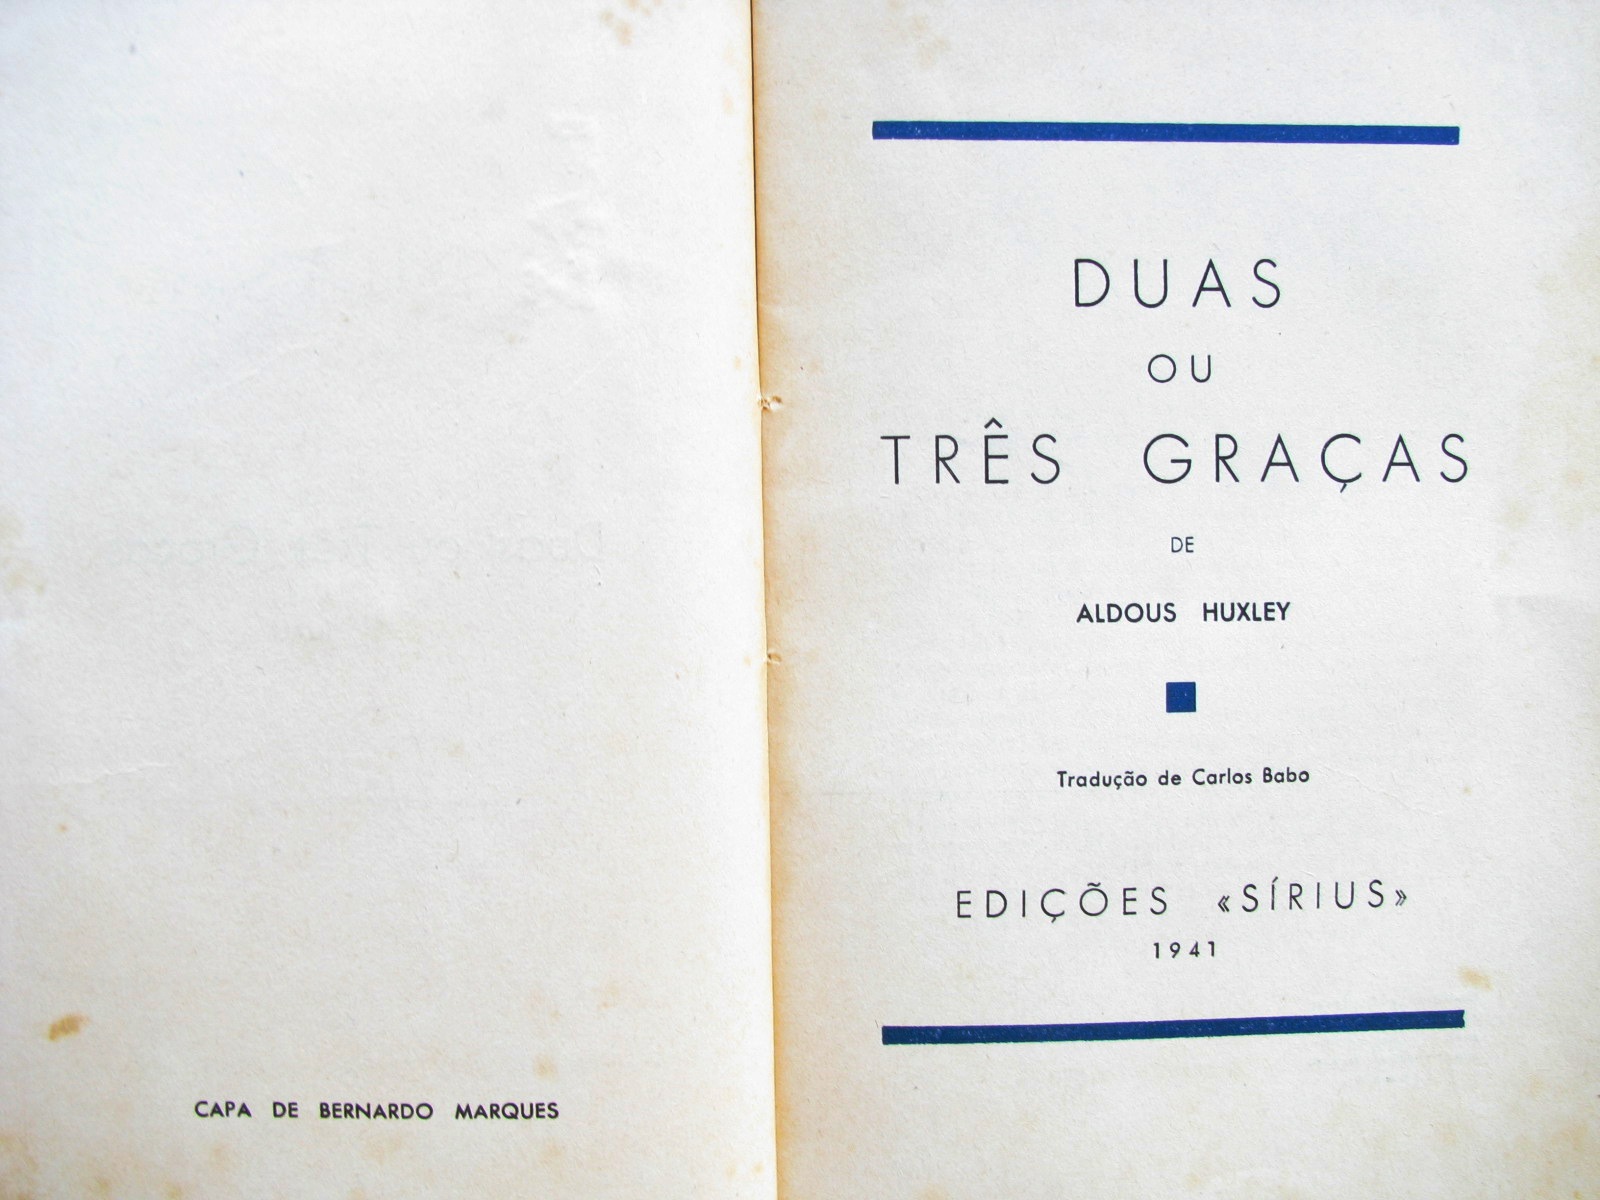 CAPA DE BERNARDO MARQUES
DUAS
OU
TRÊS GRAÇAS
DE
ALDOUS HUXLEY
Tradução de Carlos Babo
EDIÇÕES «SÍRIUS»
1941